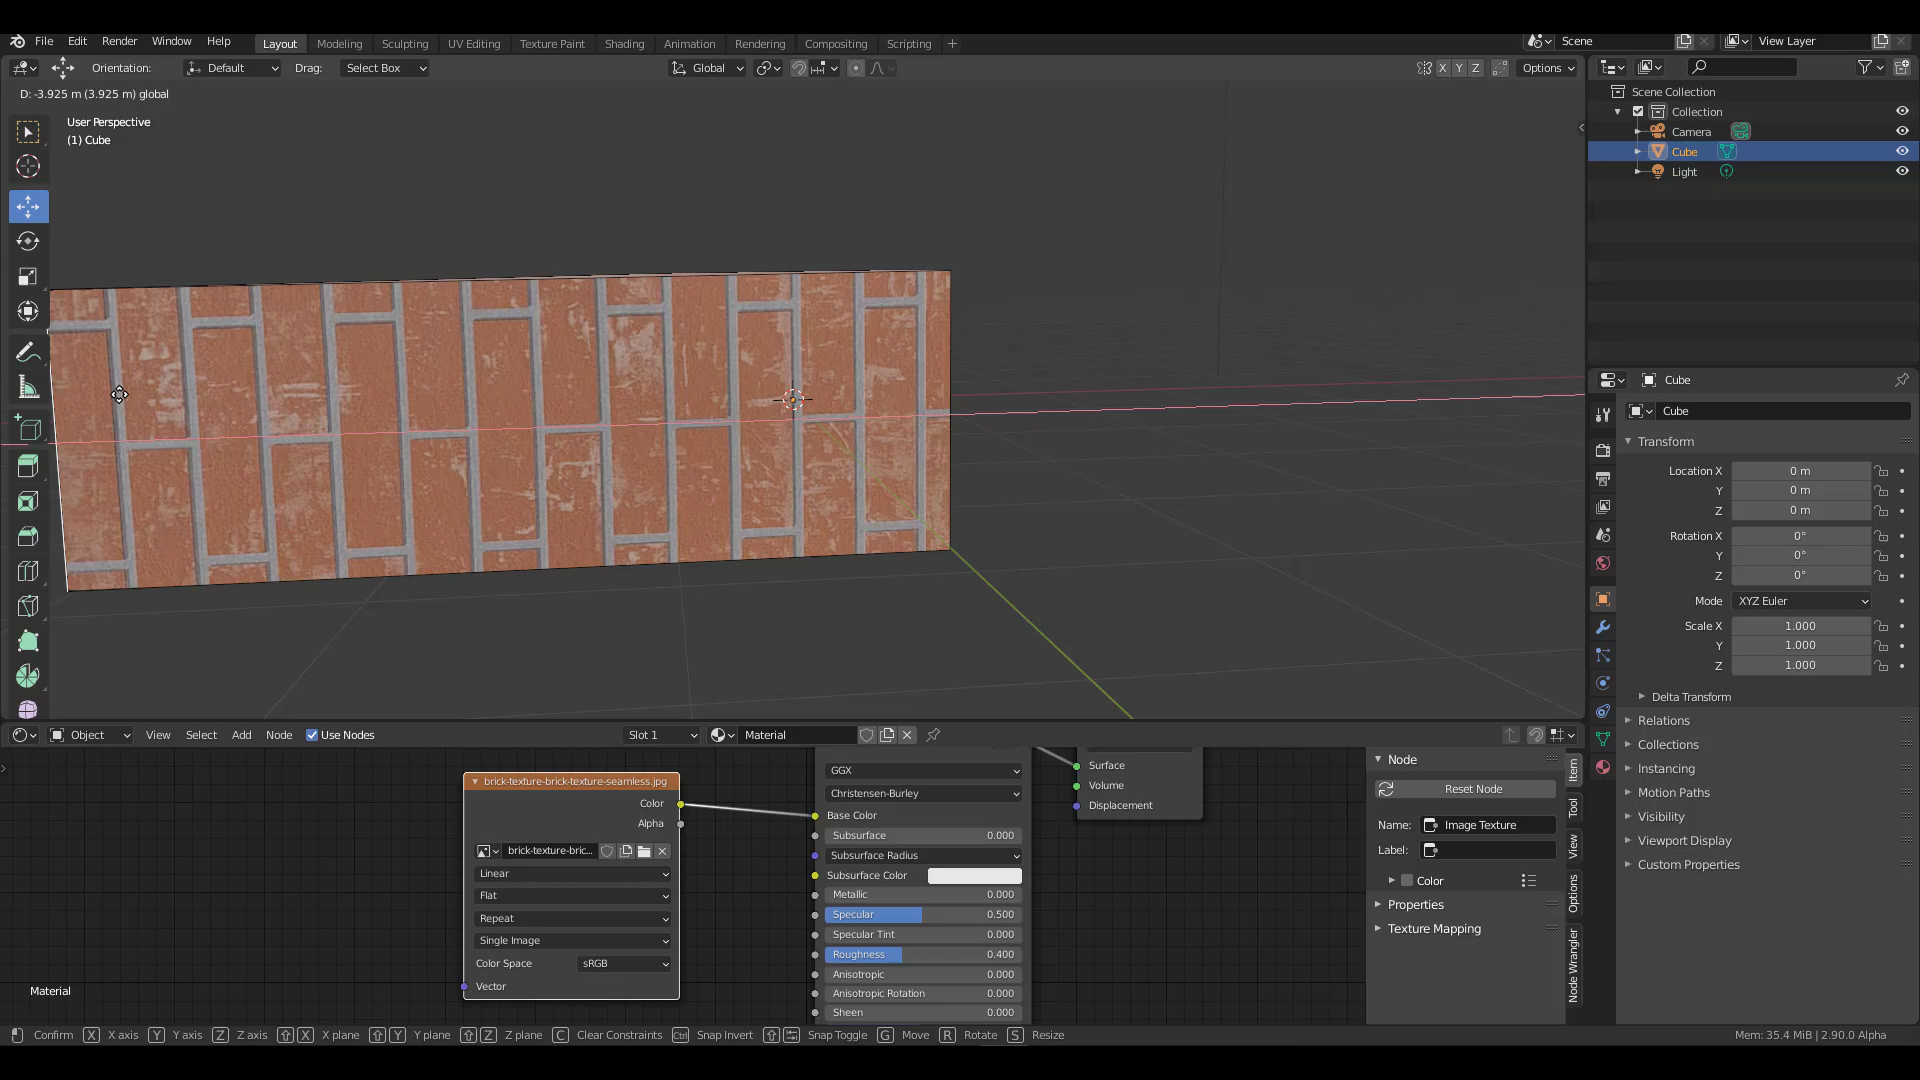 File Edit Render Window Help
Layout Modeling Sculpting UV Editing Texture Paint Shading Animation Rendering Compositing Scripting +
Scene
View Layer
Orientation: Default Drag: Select Box
Global
X Y Z
Options
D: -3.925 m (3.925 m) global
User Perspective
(1) Cube
Scene Collection
Collection
Camera
Cube
Light
Cube
Cube
Transform
Location X 0 m
Y 0 m
Z 0 m
Rotation X 0°
Y 0°
Z 0°
Mode XYZ Euler
Scale X 1.000
Y 1.000
Z 1.000
Delta Transform
Relations
Collections
Instancing
Motion Paths
Visibility
Viewport Display
Custom Properties
Object View Select Add Node Use Nodes
Slot 1
Material
brick-texture-brick-texture-seamless.jpg
Color
Alpha
brick-texture-bric...
Linear
Flat
Repeat
Single Image
Color Space sRGB
Vector
GGX
Christensen-Burley
Base Color
Subsurface 0.000
Subsurface Radius
Subsurface Color
Metallic 0.000
Specular 0.500
Specular Tint 0.000
Roughness 0.400
Anisotropic 0.000
Anisotropic Rotation 0.000
Sheen 0.000
Surface
Volume
Displacement
Node
Reset Node
Name: Image Texture
Label:
Color
Properties
Texture Mapping
Item
Tool
View
Options
Node Wrangler
Material
Confirm X X axis Y Y axis Z Z axis X X plane Y Y plane Z Z plane C Clear Constraints Ctrl Snap Invert Snap Toggle G Move R Rotate S Resize
Mem: 35.4 MiB | 2.90.0 Alpha